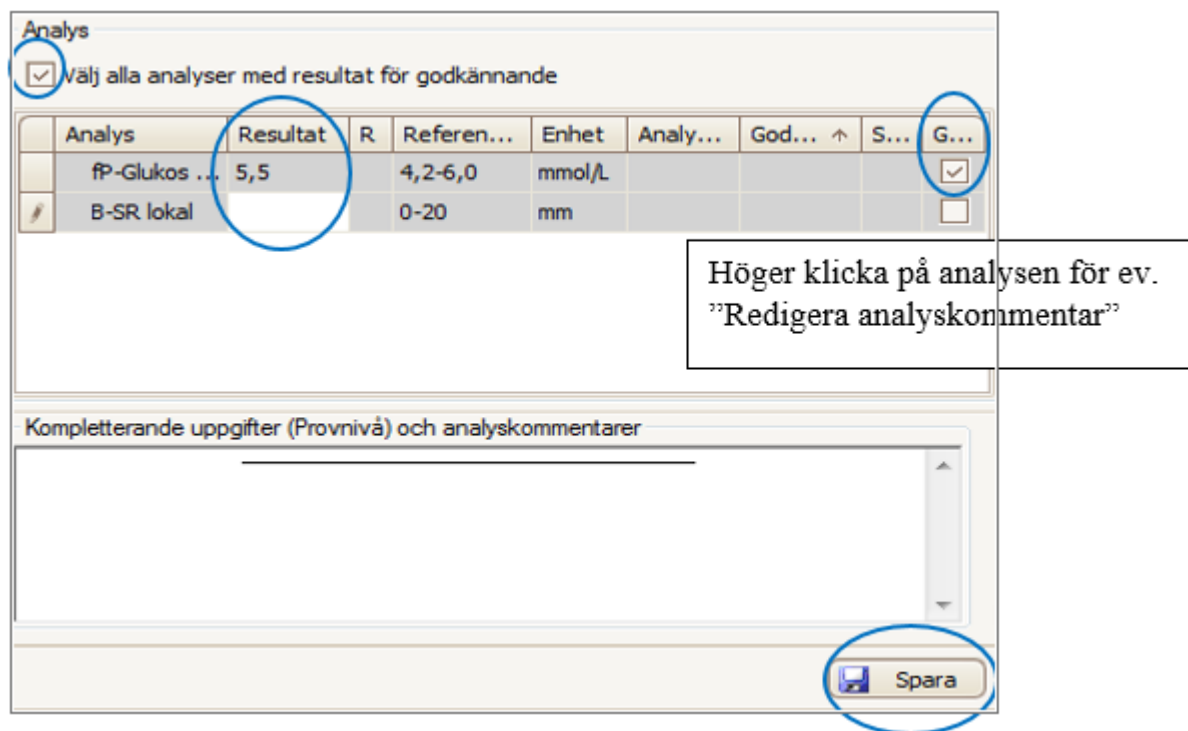 Analys
Välj alla analyser med resultat för godkännande
Analys Resultat R Referen... Enhet Analy... God... S... G...
fP-Glukos ... 5,5 4,2-6,0 mmol/L
B-SR lokal 0-20 mm
Höger klicka på analysen för ev.
”Redigera analyskommentar”
Kompletterande uppgifter (Provnivå) och analyskommentarer
Spara